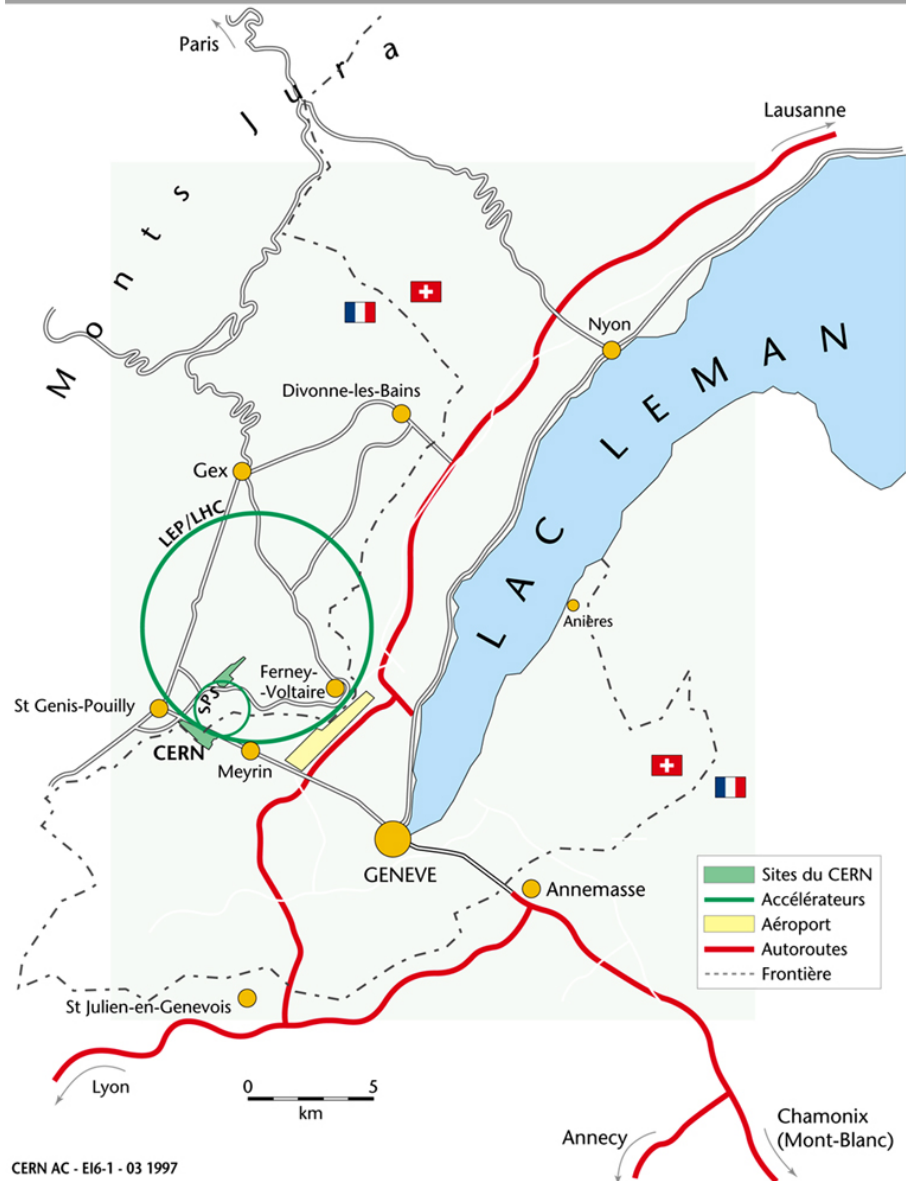 Paris
Monts Jura
Lausanne
Nyon
Divonne-les-Bains
LAC LEMAN
Gex
LEP/LHC
Anières
Ferney-
-Voltaire
St Genis-Pouilly
SPS
CERN
Meyrin
GENEVE
Annemasse
Sites du CERN
Accélérateurs
Aéroport
Autoroutes
Frontière
St Julien-en-Genevois
Lyon
0 5
km
Annecy
Chamonix
(Mont-Blanc)
CERN AC - EI6-1 - 03 1997